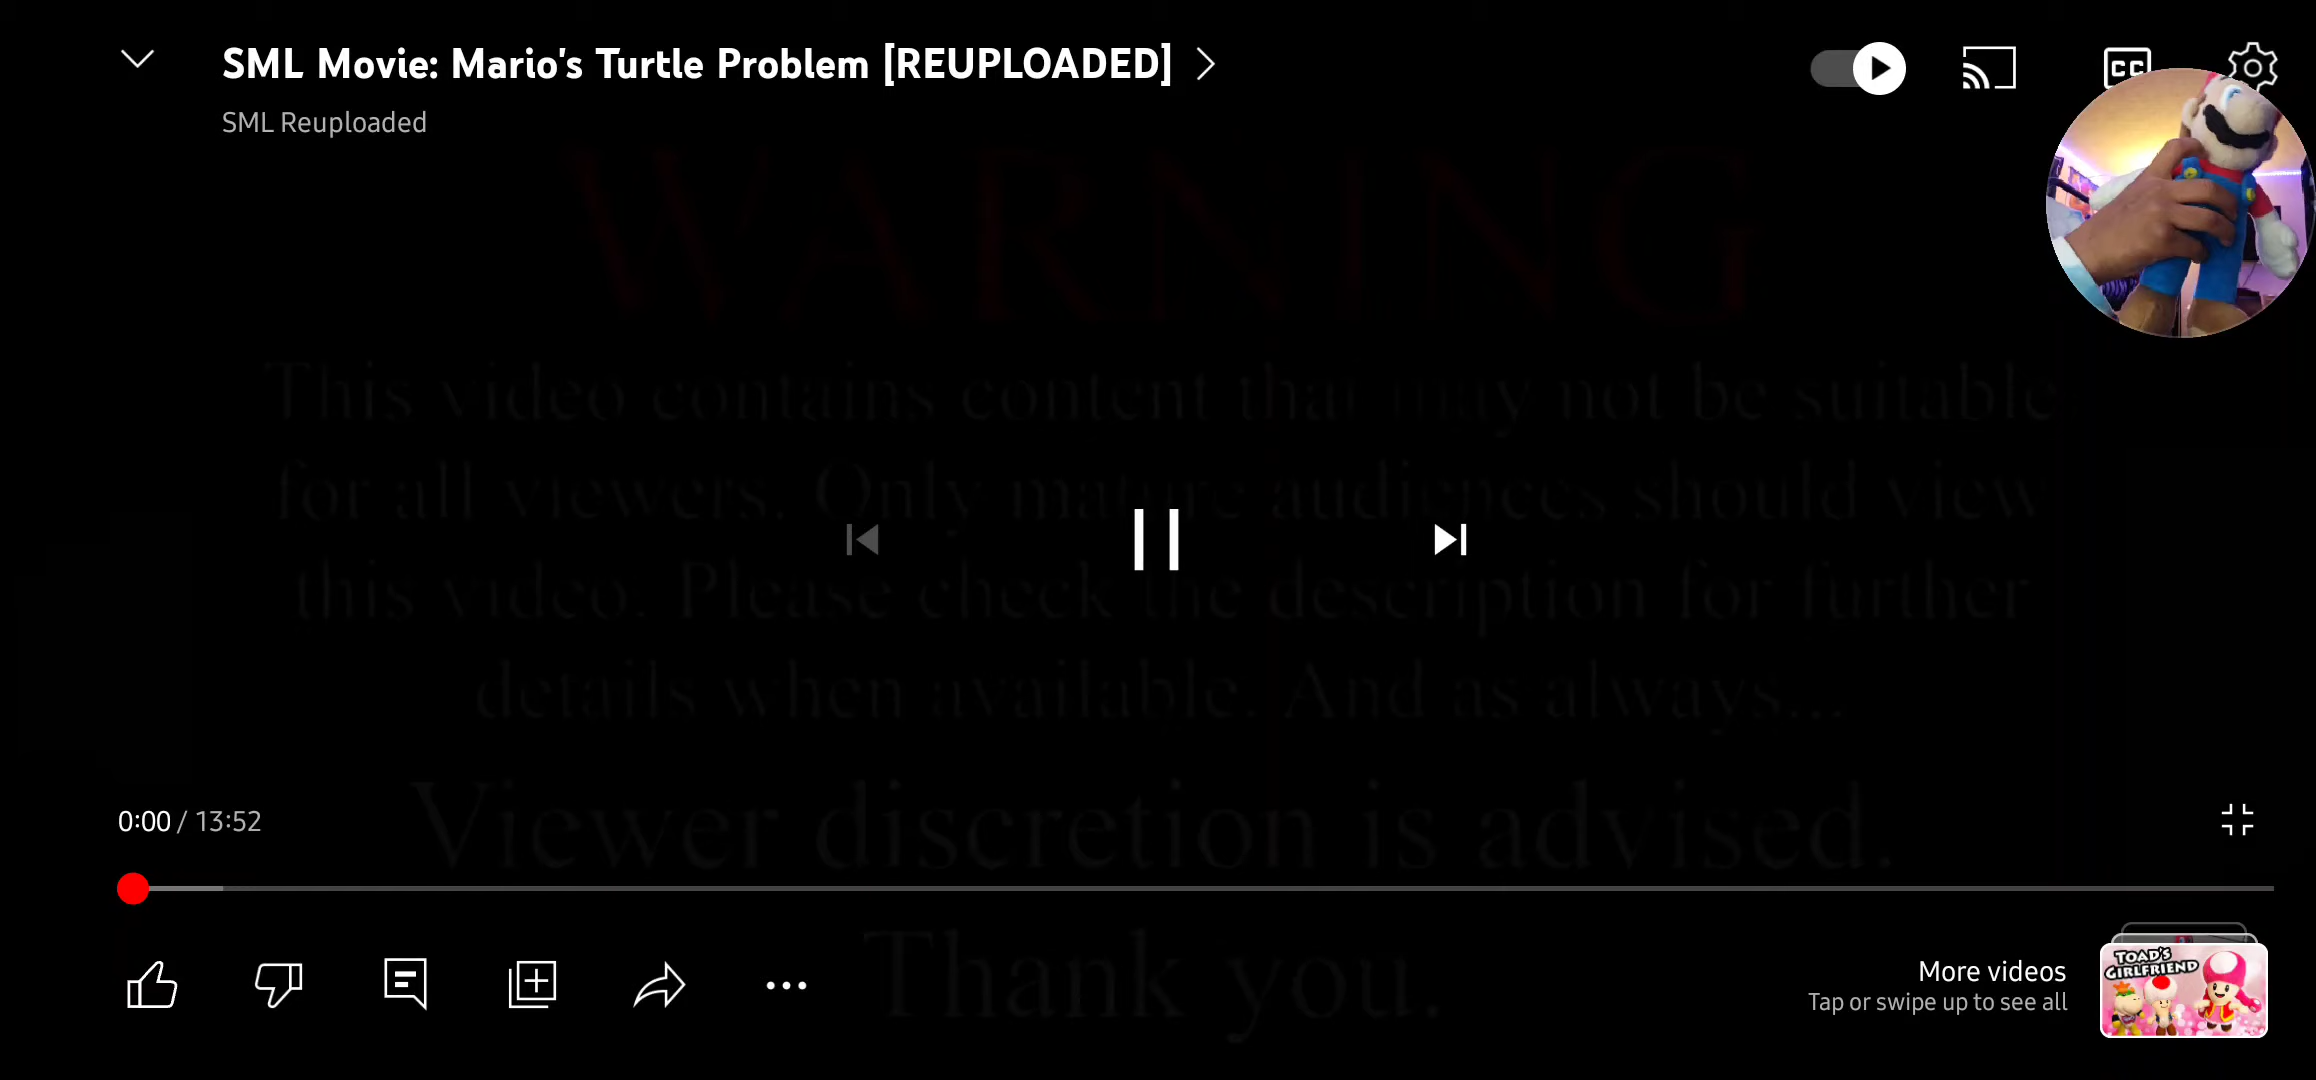 SML Movie: Mario's Turtle Problem [REUPLOADED]
SML Reuploaded
CC
WARNING
This video contains content that may not be suitable
for all viewers. Only mature audiences should view
this video. Please check the description for further
details when available. And as always...
0:00 / 13:52
Viewer discretion is advised.
Thank you.
More videos
Tap or swipe up to see all
TOAD'S
GIRLFRIEND